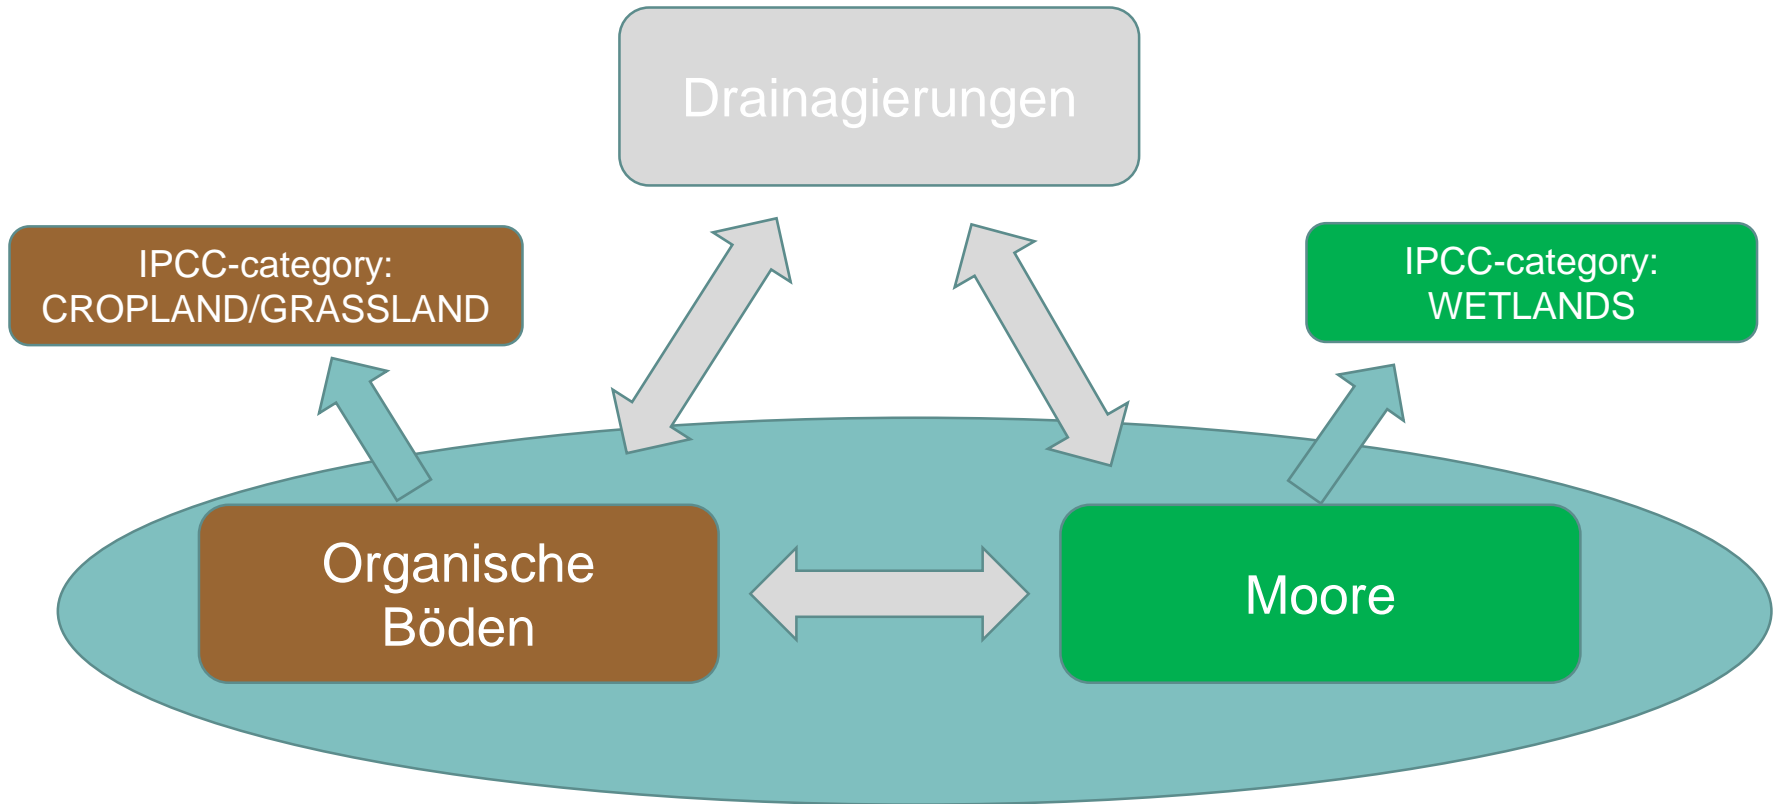 Drainagierungen
IPCC-category:
CROPLAND/GRASSLAND
IPCC-category:
WETLANDS
Organische
Böden
Moore